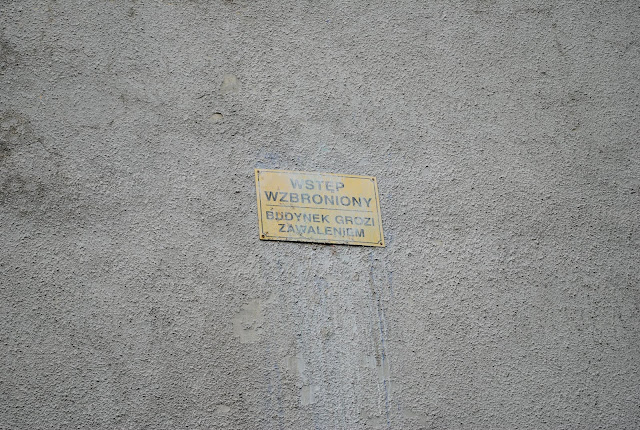 WSTĘP
WZBRONIONY
BUDYNEK GROZI
ZAWALENIEM